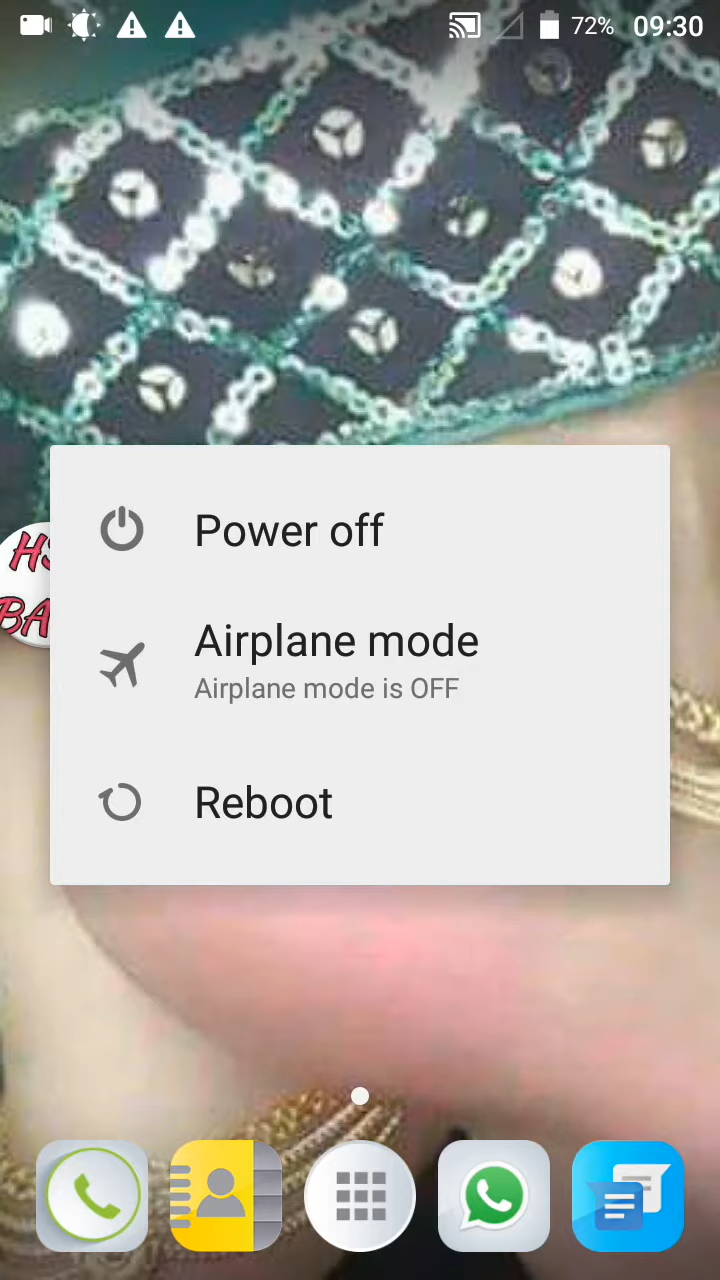 72% 09:30
Power off
Airplane mode
Airplane mode is OFF
Reboot